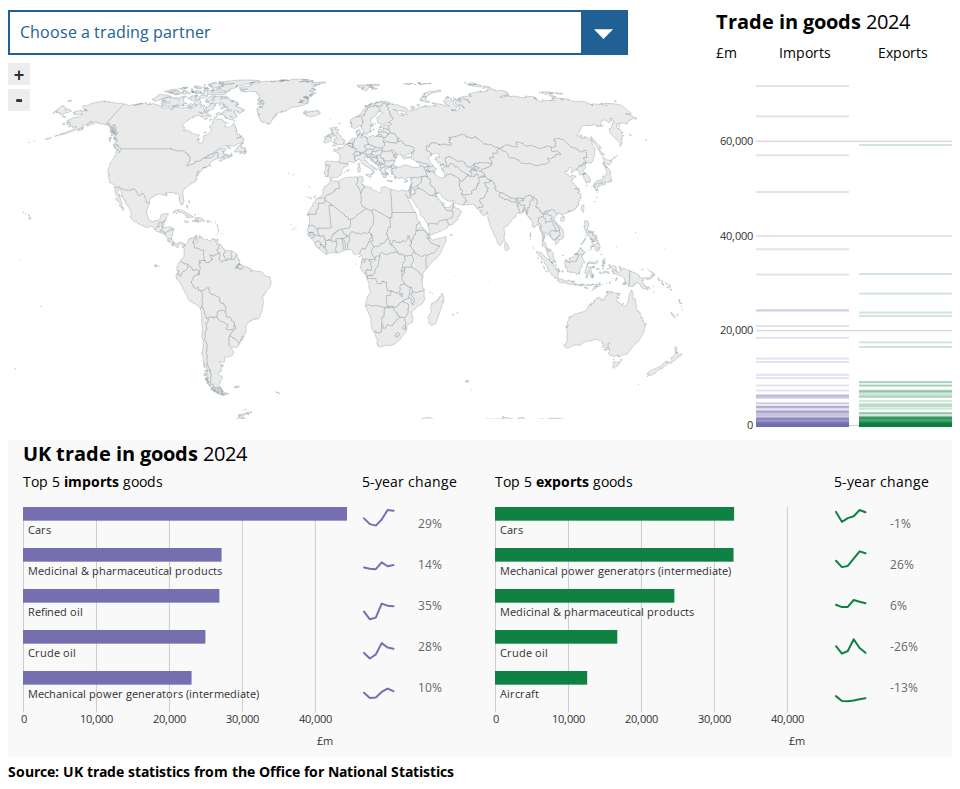 Choose a trading partner
+
-
Trade in goods 2024
£m Imports Exports
60,000
40,000
20,000
0
UK trade in goods 2024
Top 5 imports goods 5-year change
Cars 29%
Medicinal & pharmaceutical products 14%
Refined oil 35%
Crude oil 28%
Mechanical power generators (intermediate) 10%
0 10,000 20,000 30,000 40,000
£m
Top 5 exports goods 5-year change
Cars -1%
Mechanical power generators (intermediate) 26%
Medicinal & pharmaceutical products 6%
Crude oil -26%
Aircraft -13%
0 10,000 20,000 30,000 40,000
£m
Source: UK trade statistics from the Office for National Statistics